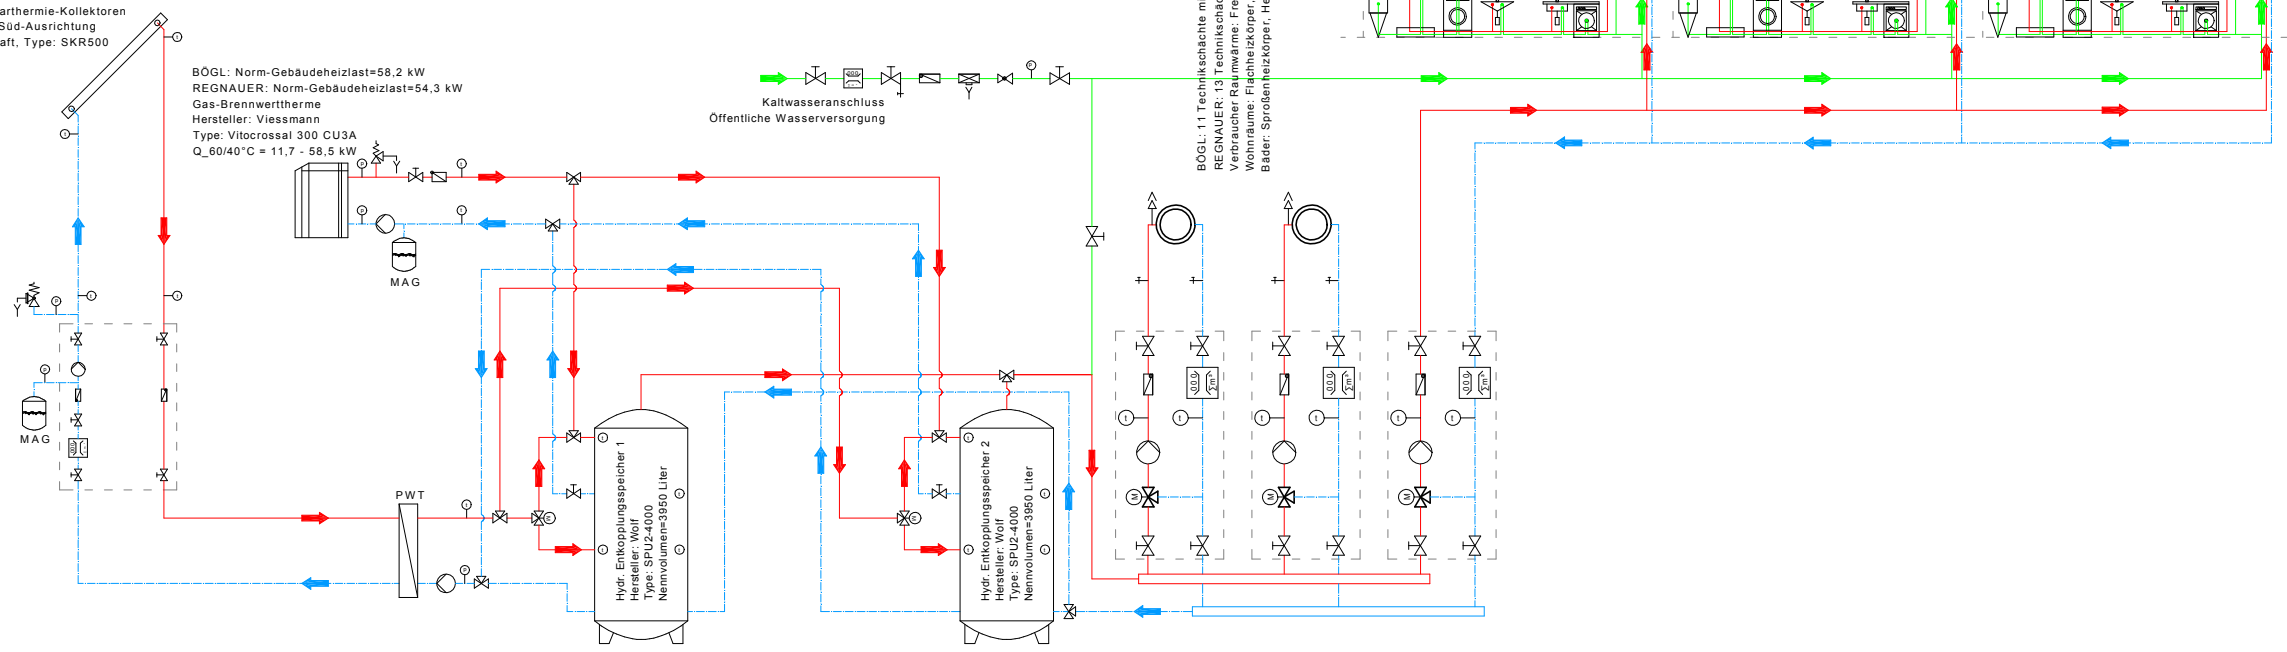 arthermie-Kollektoren
Süd-Ausrichtung
aft, Type: SKR500
BÖGL: Norm-Gebäudeheizlast=58,2 kW
REGNAUER: Norm-Gebäudeheizlast=54,3 kW
Gas-Brennwerttherme
Hersteller: Viessmann
Type: Vitocrossal 300 CU3A
Q_60/40°C = 11,7 - 58,5 kW
Kaltwasseranschluss
Öffentliche Wasserversorgung
BÖGL: 11 Technikschächte mi
REGNAUER: 13 Technikschäc
Verbraucher Raumwärme: Fre
Wohnräume: Flachheizkörper,
Bäder: Sproßenheizkörper, He
MAG
MAG
PWT
Hydr. Entkopplungsspeicher 1
Hersteller: Wolf
Type: SPU2-4000
Nennvolumen=3950 Liter
Hydr. Entkopplungsspeicher 2
Hersteller: Wolf
Type: SPU2-4000
Nennvolumen=3950 Liter